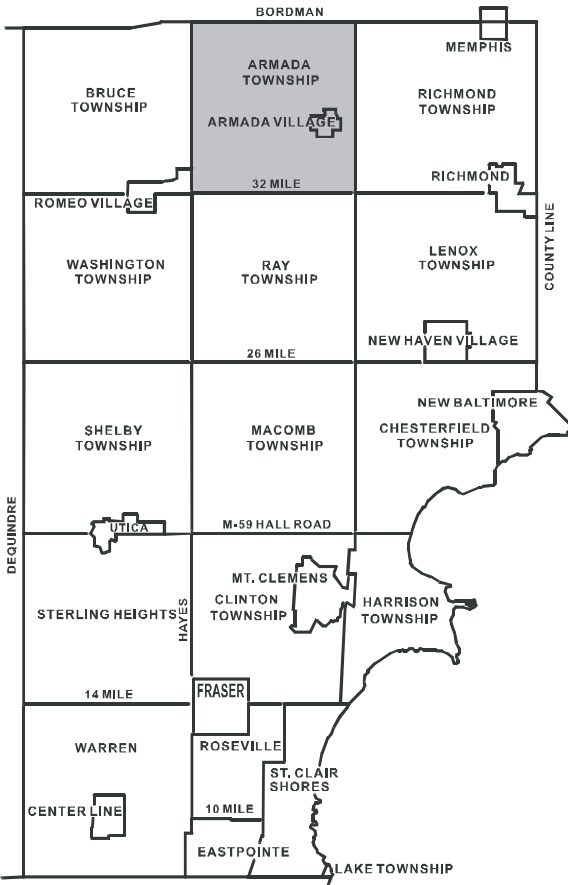 BORDMAN
MEMPHIS
ARMADA
TOWNSHIP
BRUCE
TOWNSHIP
RICHMOND
TOWNSHIP
ARMADA VILLAGE
RICHMOND
32 MILE
ROMEO VILLAGE
COUNTY LINE
WASHINGTON
TOWNSHIP
RAY
TOWNSHIP
LENOX
TOWNSHIP
NEW HAVEN VILLAGE
26 MILE
NEW BALTIMORE
SHELBY
TOWNSHIP
MACOMB
TOWNSHIP
CHESTERFIELD
TOWNSHIP
DEQUINDRE
UTICA
M-59 HALL ROAD
MT. CLEMENS
STERLING HEIGHTS
HAYES
CLINTON
TOWNSHIP
HARRISON
TOWNSHIP
14 MILE
FRASER
WARREN
ROSEVILLE
ST. CLAIR
SHORES
CENTER LINE
10 MILE
EASTPOINTE
LAKE TOWNSHIP